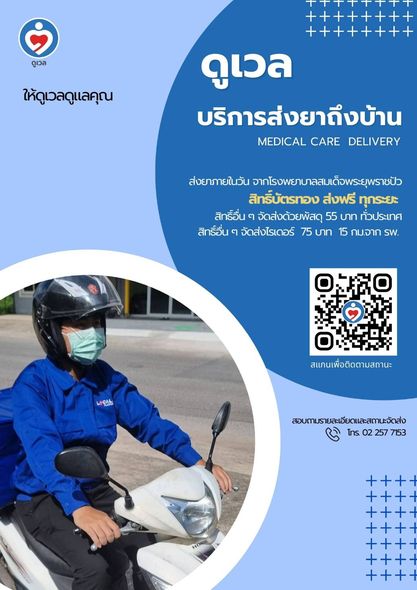 ดูเวล
ให้ดูเวลดูแลคุณ
ดูเวล
บริการส่งยาถึงบ้าน
MEDICAL CARE DELIVERY
ส่งยาภายในวัน จากโรงพยาบาลสมเด็จพระยุพราชปัว
สิทธิ์บัตรทอง ส่งฟรี ทุกระยะ
สิทธิ์อื่น ๆ จัดส่งด้วยพัสดุ 55 บาท ทั่วประเทศ
สิทธิ์อื่น ๆ จัดส่งไรเดอร์ 75 บาท 15 กม.จาก รพ.
สแกนเพื่อติดตามสถานะ
สอบถามรายละเอียดและสถานะจัดส่ง
โทร. 02 257 7153